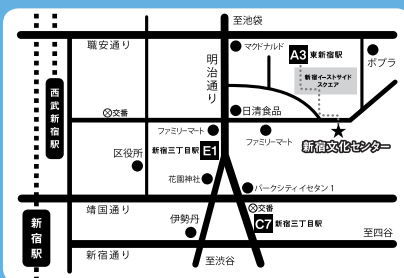 至池袋
職安通り
マクドナルド
A3 東新宿駅
ポプラ
明治通り
新宿イーストサイド
スクエア
西武新宿駅
交番
日清食品
ファミリーマート
ファミリーマート
新宿文化センター
区役所
新宿三丁目駅 E1
花園神社
パークシティイセタン1
靖国通り
交番
新宿駅
伊勢丹
C7 新宿三丁目駅
至四谷
新宿通り
至渋谷